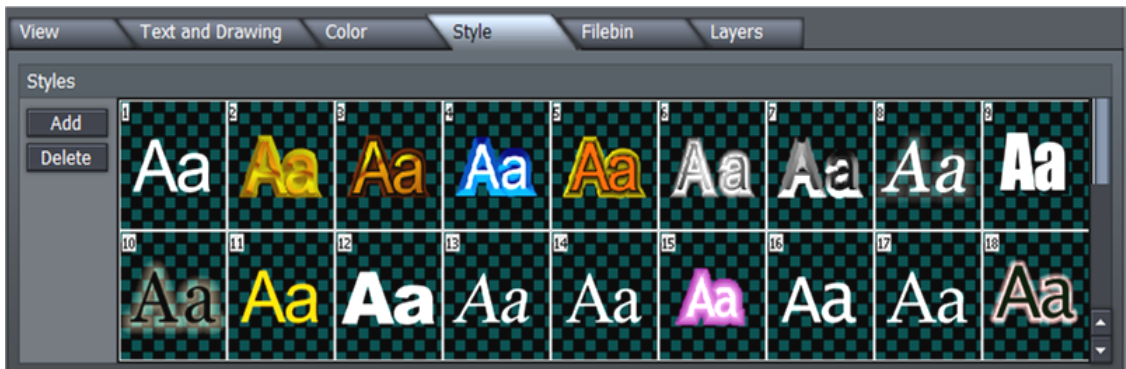 View Text and Drawing Color Style Filebin Layers
Styles
Add
Delete
1 2 3 4 5 6 7 8 9
Aa Aa Aa Aa Aa Aa Aa Aa Aa
10 11 12 13 14 15 16 17 18
Aa Aa Aa Aa Aa Aa Aa Aa Aa